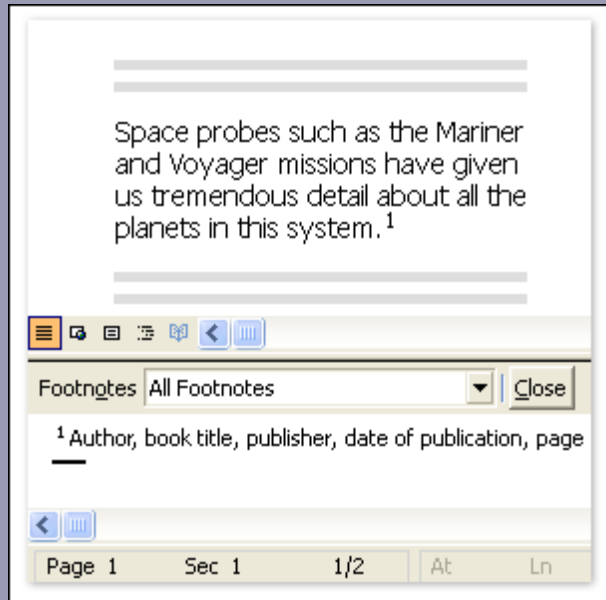 Space probes such as the Mariner
and Voyager missions have given
us tremendous detail about all the
planets in this system.1
Footnotes All Footnotes Close
1 Author, book title, publisher, date of publication, page
Page 1 Sec 1 1/2 At Ln